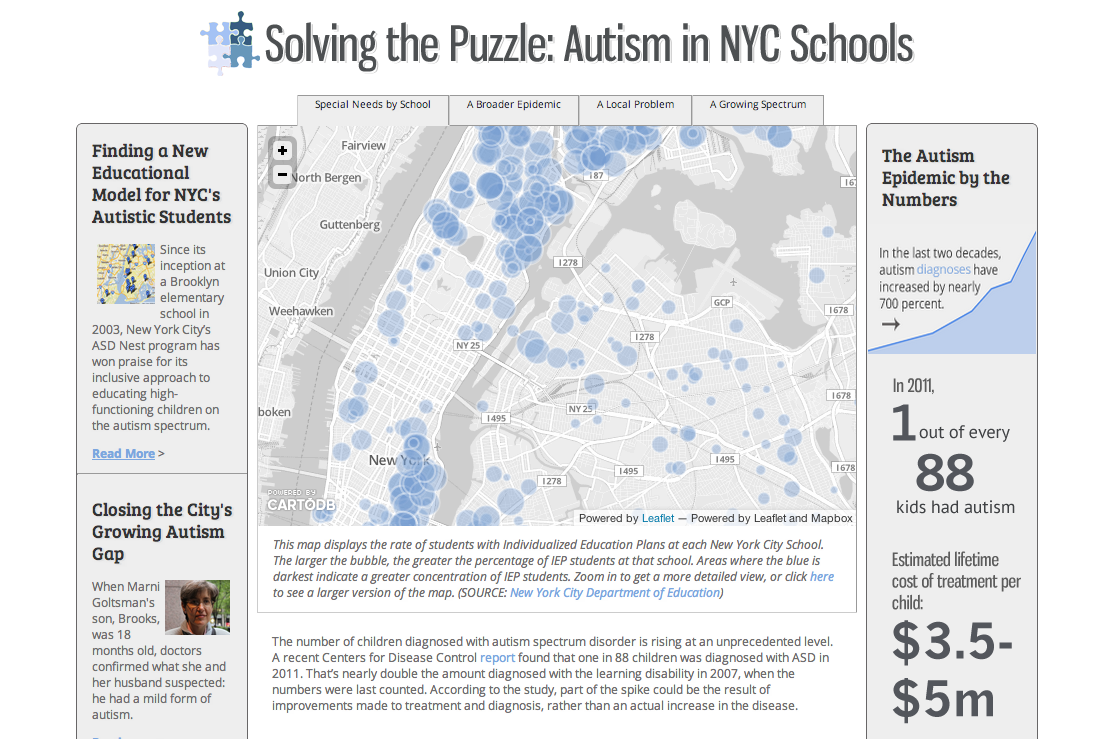 Solving the Puzzle: Autism in NYC Schools
Special Needs by School
A Broader Epidemic
A Local Problem
A Growing Spectrum
Finding a New
Educational
Model for NYC's
Autistic Students
Since its
inception at
a Brooklyn
elementary
school in
2003, New York City's
ASD Nest program has
won praise for its
inclusive approach to
educating high-
functioning children on
the autism spectrum.
Read More >
Closing the City's
Growing Autism
Gap
When Marni
Goltsman's
son, Brooks,
was 18
months old, doctors
confirmed what she and
her husband suspected:
he had a mild form of
autism.
+
−
Fairview
North Bergen
Guttenberg
Union City
Weehawken
boken
New York
I87
I67
I278
GCP
I678
I278
NY 25
I678
NY 25
I495
I495
I495
I678
I278
POWERED BY
CARTODB
Powered by Leaflet — Powered by Leaflet and Mapbox
This map displays the rate of students with Individualized Education Plans at each New York City School.
The larger the bubble, the greater the percentage of IEP students at that school. Areas where the blue is
darkest indicate a greater concentration of IEP students. Zoom in to get a more detailed view, or click here
to see a larger version of the map. (SOURCE: New York City Department of Education)
The number of children diagnosed with autism spectrum disorder is rising at an unprecedented level.
A recent Centers for Disease Control report found that one in 88 children was diagnosed with ASD in
2011. That's nearly double the amount diagnosed with the learning disability in 2007, when the
numbers were last counted. According to the study, part of the spike could be the result of
improvements made to treatment and diagnosis, rather than an actual increase in the disease.
The Autism
Epidemic by the
Numbers
In the last two decades,
autism diagnoses have
increased by nearly
700 percent.
→
In 2011,
1 out of every
88
kids had autism
Estimated lifetime
cost of treatment per
child:
$3.5-
$5m